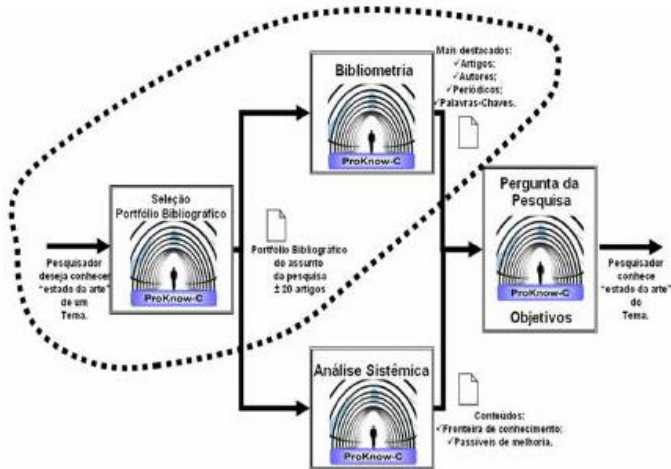 Bibliometria
ProKnow-C
Mais destacados:
✓Artigos;
✓Autores;
✓Periódicos;
✓Palavras-Chaves.
Seleção
Portfólio Bibliográfico
ProKnow-C
Pesquisador
deseja conhecer
"estado da arte"
de um
Tema.
Portfólio Bibliográfico
do assunto
da pesquisa
± 20 artigos
Pergunta da
Pesquisa
ProKnow-C
Objetivos
Pesquisador
conhece
"estado da arte"
do
Tema.
Análise Sistêmica
ProKnow-C
Conteúdos:
✓Fronteira de conhecimento;
✓Passíveis de melhoria.